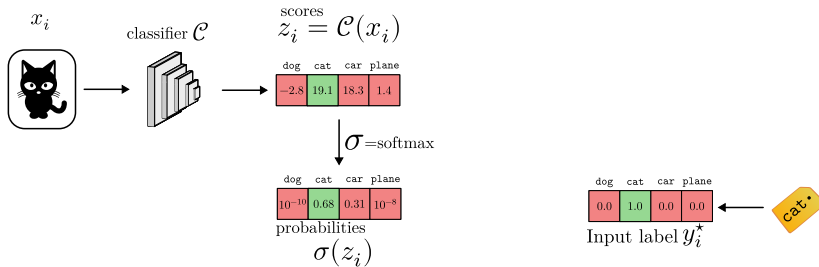 x_i
classifier 𝒞
scores
z_i = 𝒞(x_i)
dog cat car plane
−2.8 19.1 18.3 1.4
σ=softmax
dog cat car plane
10^{-10} 0.68 0.31 10^{-8}
probabilities
σ(z_i)
dog cat car plane
0.0 1.0 0.0 0.0
Input label y_i^⋆
cat